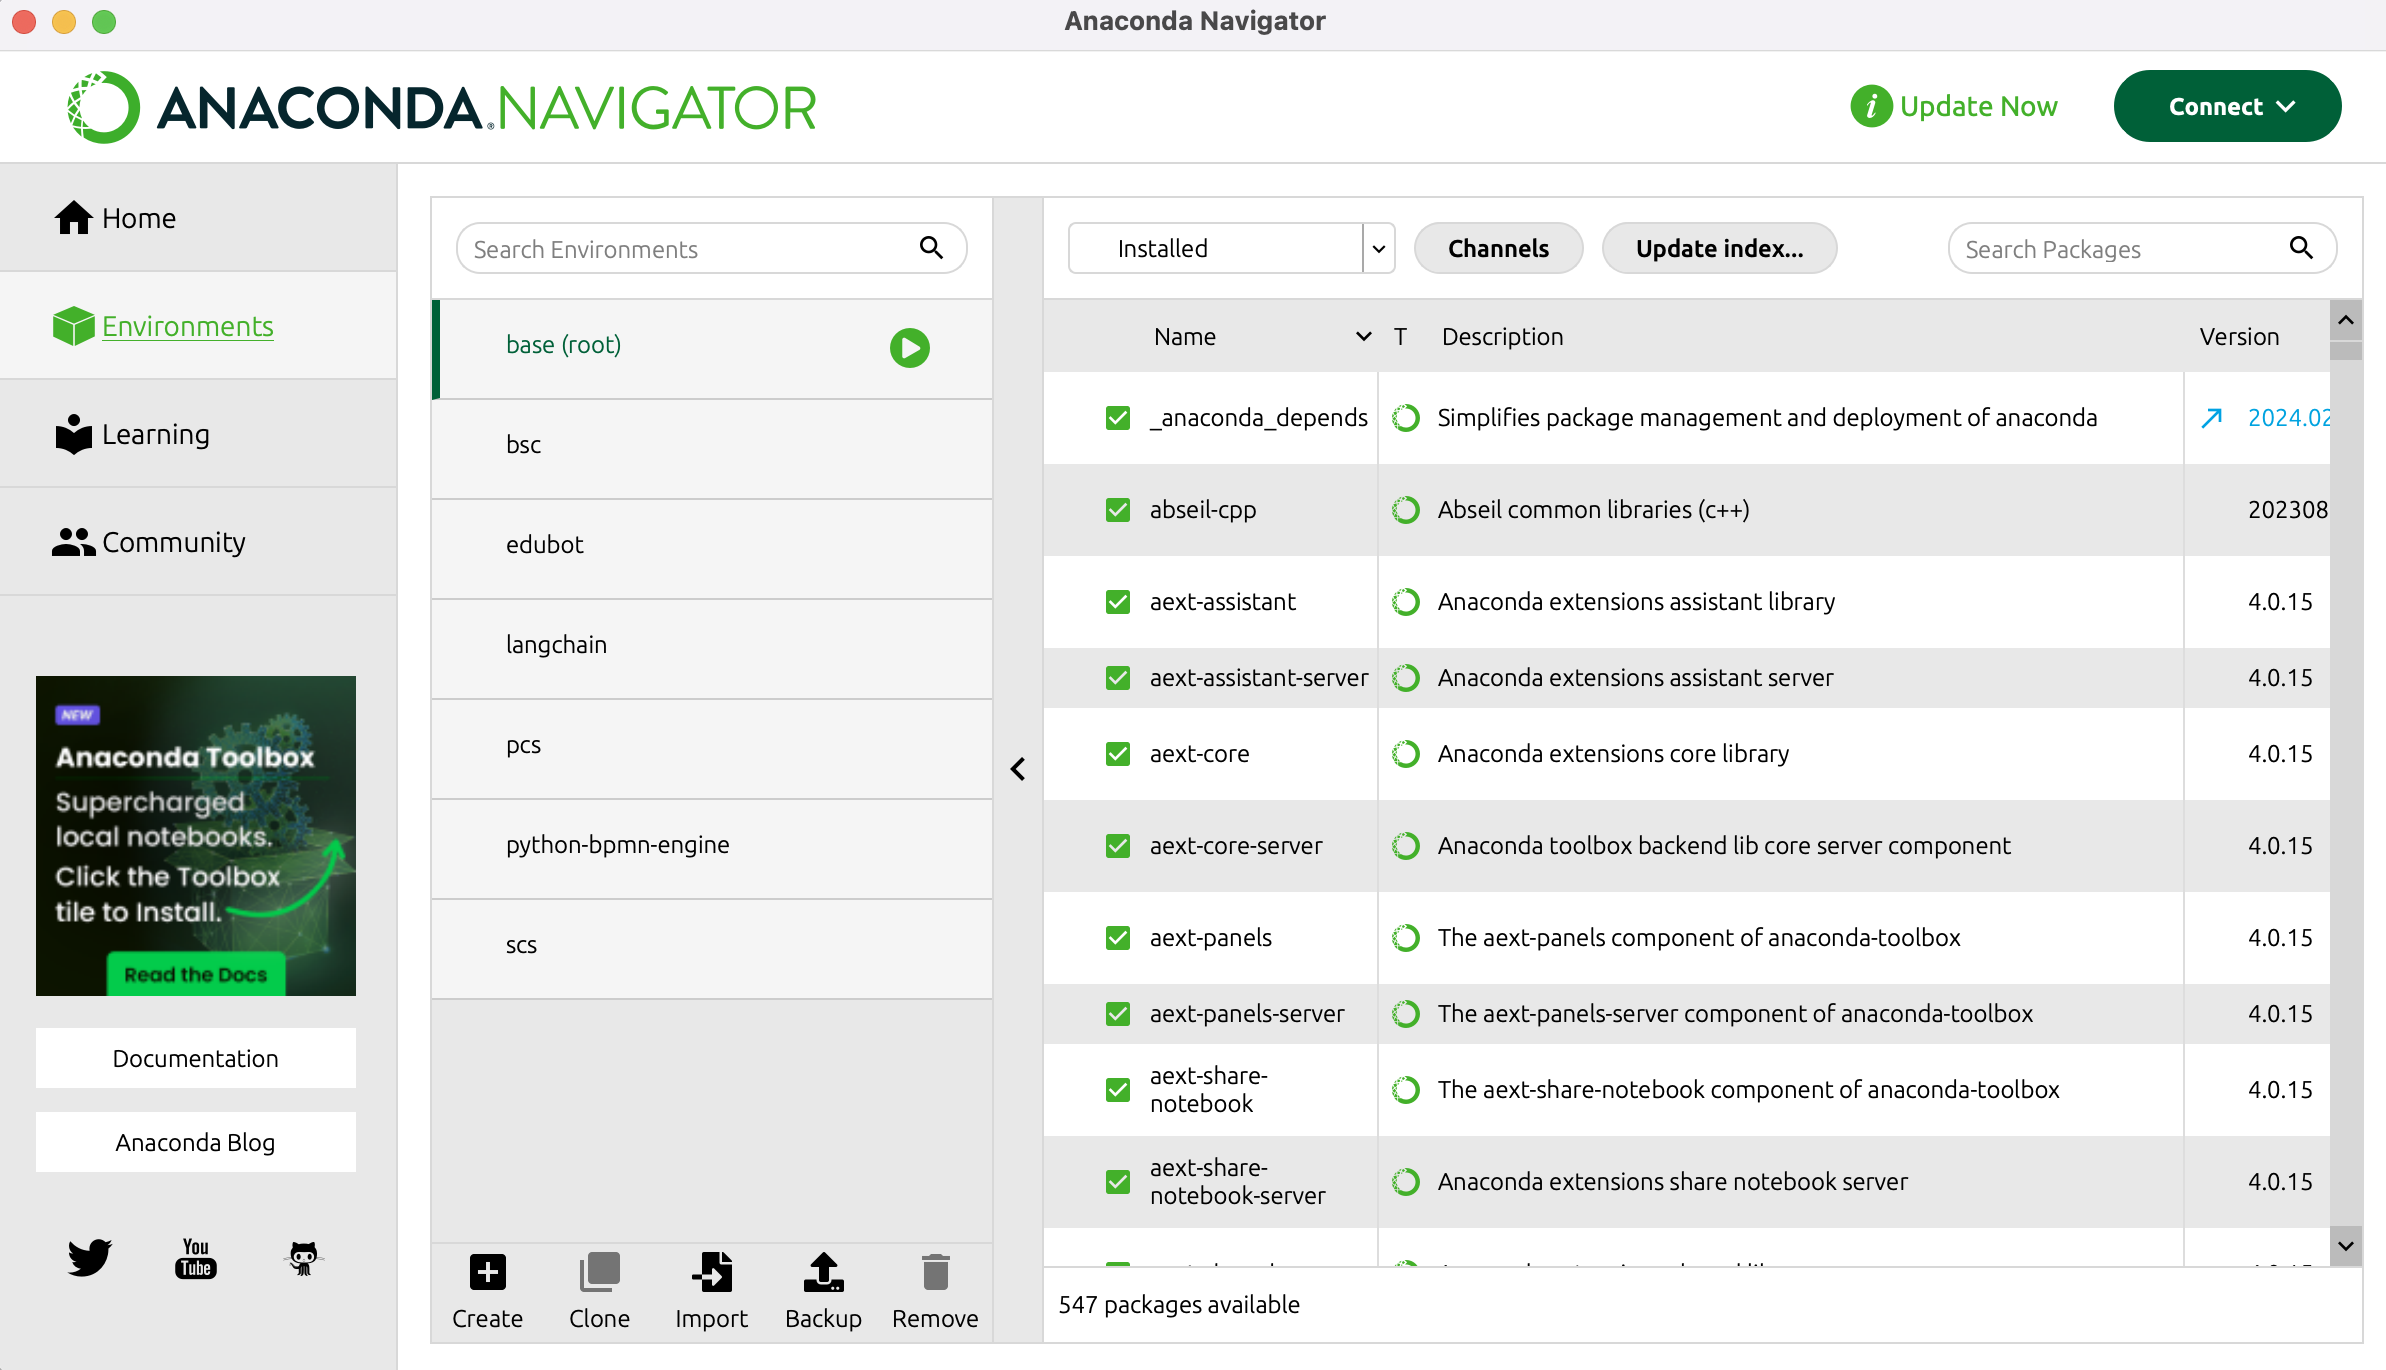 Anaconda Navigator
ANACONDA.NAVIGATOR
Update Now
Connect
Home
Environments
Learning
Community
NEW
Anaconda Toolbox
Supercharged
local notebooks.
Click the Toolbox
tile to Install.
Read the Docs
Documentation
Anaconda Blog
You
Tube
Search Environments
base (root)
bsc
edubot
langchain
pcs
python-bpmn-engine
scs
Create Clone Import Backup Remove
Installed Channels Update index... Search Packages
Name T Description Version
_anaconda_depends Simplifies package management and deployment of anaconda 2024.02
abseil-cpp Abseil common libraries (c++) 202308
aext-assistant Anaconda extensions assistant library 4.0.15
aext-assistant-server Anaconda extensions assistant server 4.0.15
aext-core Anaconda extensions core library 4.0.15
aext-core-server Anaconda toolbox backend lib core server component 4.0.15
aext-panels The aext-panels component of anaconda-toolbox 4.0.15
aext-panels-server The aext-panels-server component of anaconda-toolbox 4.0.15
aext-share-
notebook The aext-share-notebook component of anaconda-toolbox 4.0.15
aext-share-
notebook-server Anaconda extensions share notebook server 4.0.15
547 packages available